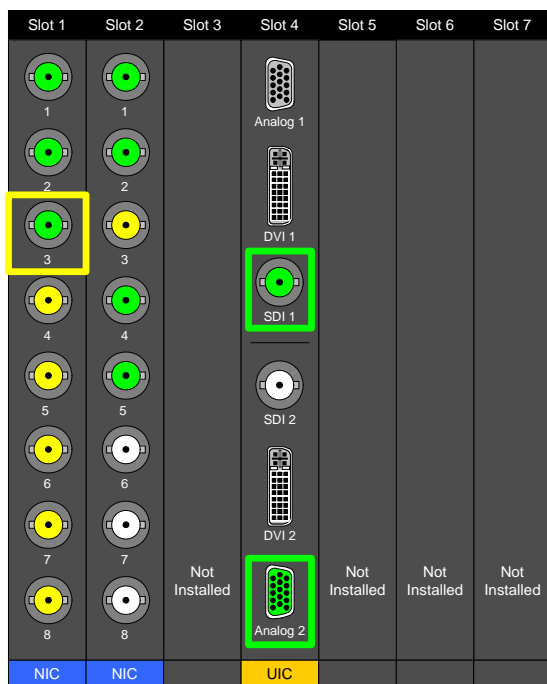 Slot 1 Slot 2 Slot 3 Slot 4 Slot 5 Slot 6 Slot 7
1 1 Analog 1
2 2 DVI 1
3 3
SDI 1
4 4
5 5 SDI 2
6 6
DVI 2
7 7
Not Installed Not Installed Not Installed Not Installed
8 8 Analog 2
NIC NIC UIC